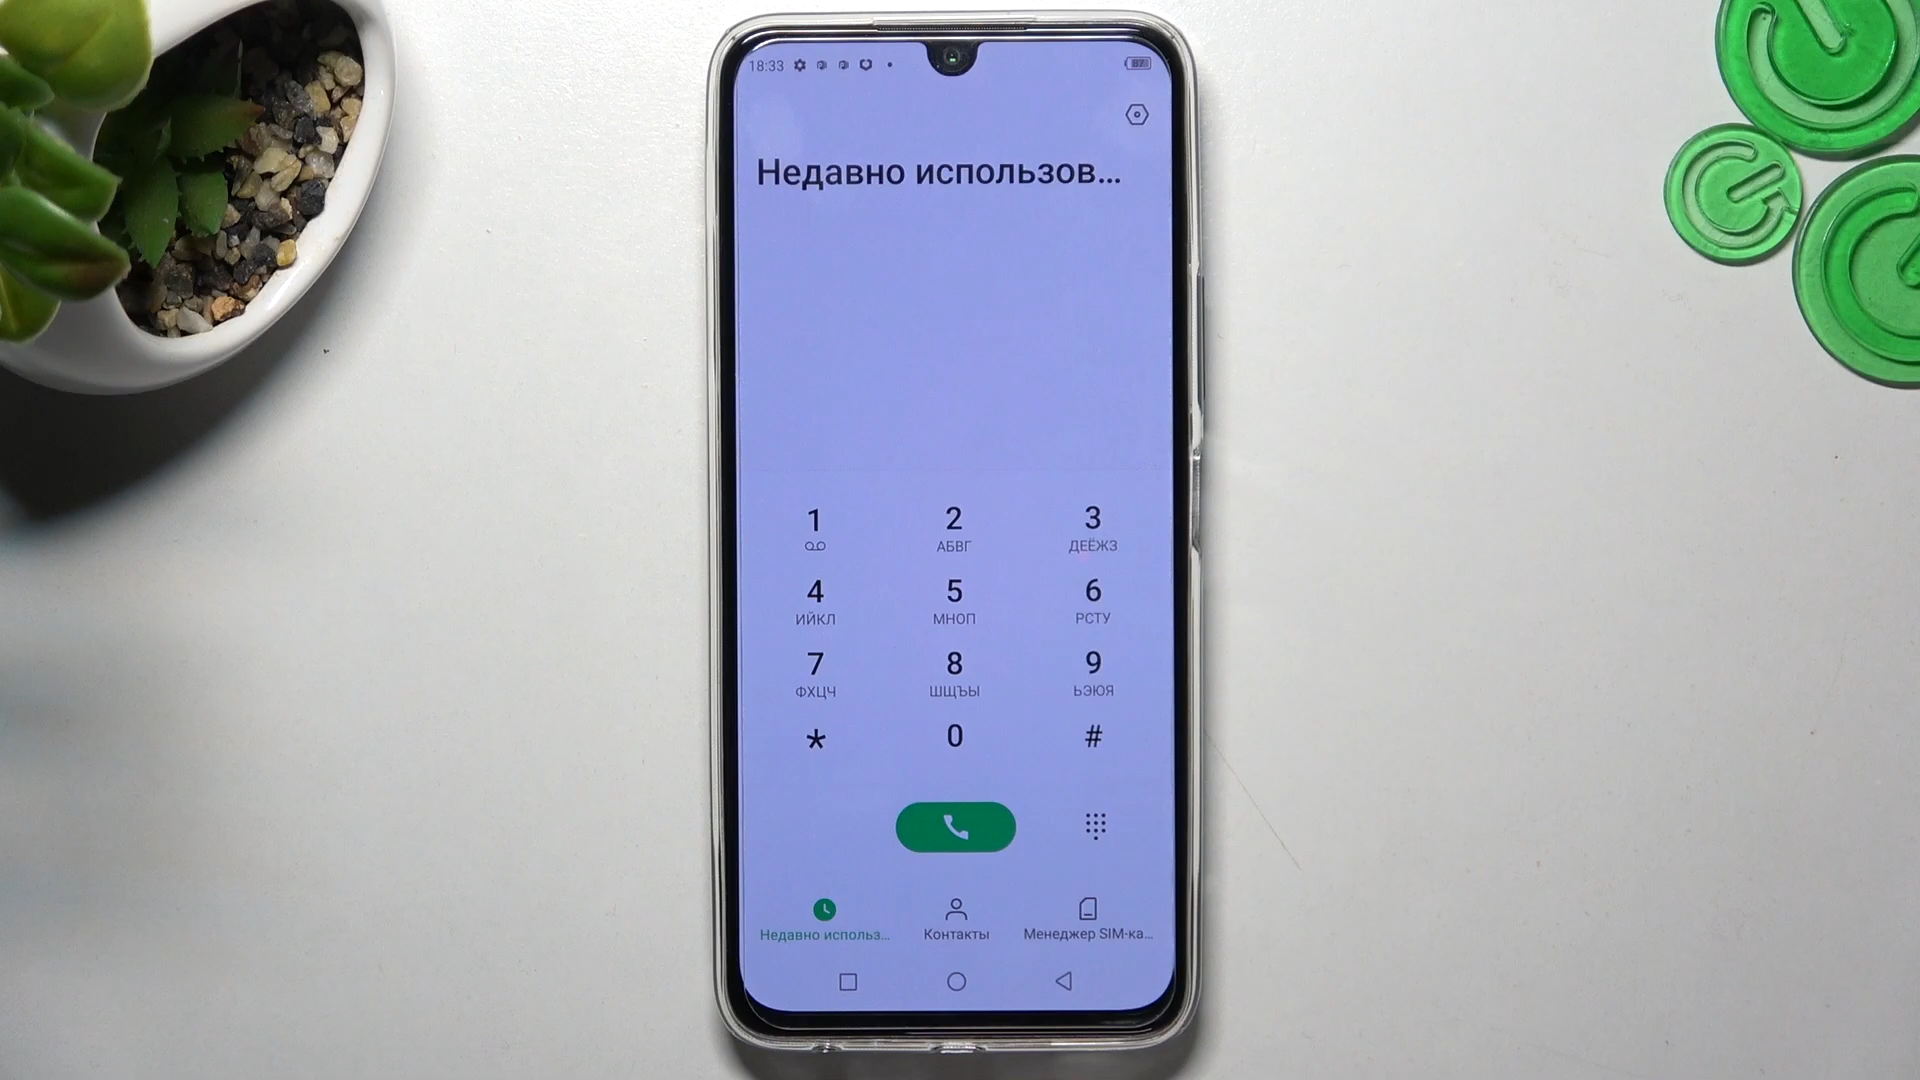 18:33
87
Недавно использов...
1
2
АБВГ
3
ДЕЁЖЗ
4
ИЙКЛ
5
МНОП
6
РСТУ
7
ФХЦЧ
8
ШЩЪЫ
9
ЬЭЮЯ
*
0
#
Недавно использ...
Контакты
Менеджер SIM-ка...